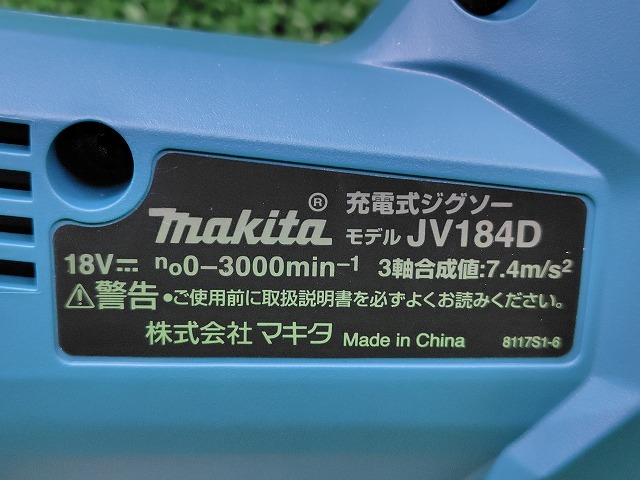 makita® 充電式ジグソー
モデル JV184D
18V⎓ n₀0-3000min⁻¹ 3軸合成値:7.4m/s²
⚠警告・ご使用前に取扱説明書を必ずよくお読みください。
株式会社マキタ Made in China 8117S1-6